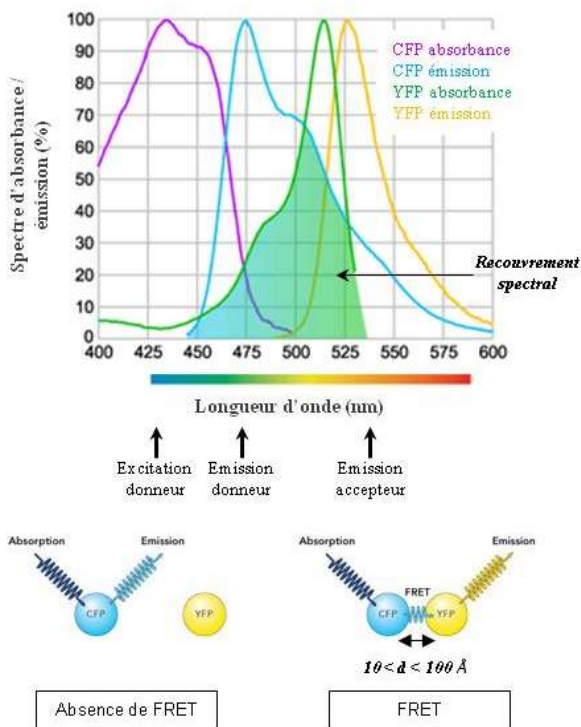 100
90
80
70
60
50
40
30
20
10
0
Spectre d'absorbance /
émission (%)
CFP absorbance
CFP émission
YFP absorbance
YFP émission
Recouvrement
spectral
400 425 450 475 500 525 550 575 600
Longueur d'onde (nm)
Excitation
donneur
Emission
donneur
Emission
accepteur
Absorption
Emission
CFP
YFP
Absorption
Emission
FRET
CFP
YFP
10 < d < 100 Å
Absence de FRET
FRET